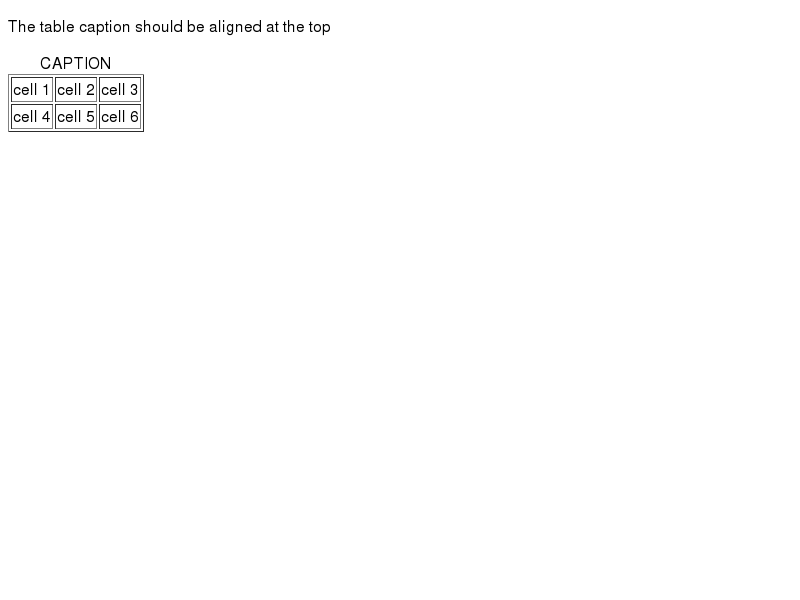 The table caption should be aligned at the top
CAPTION
cell 1 cell 2 cell 3
cell 4 cell 5 cell 6